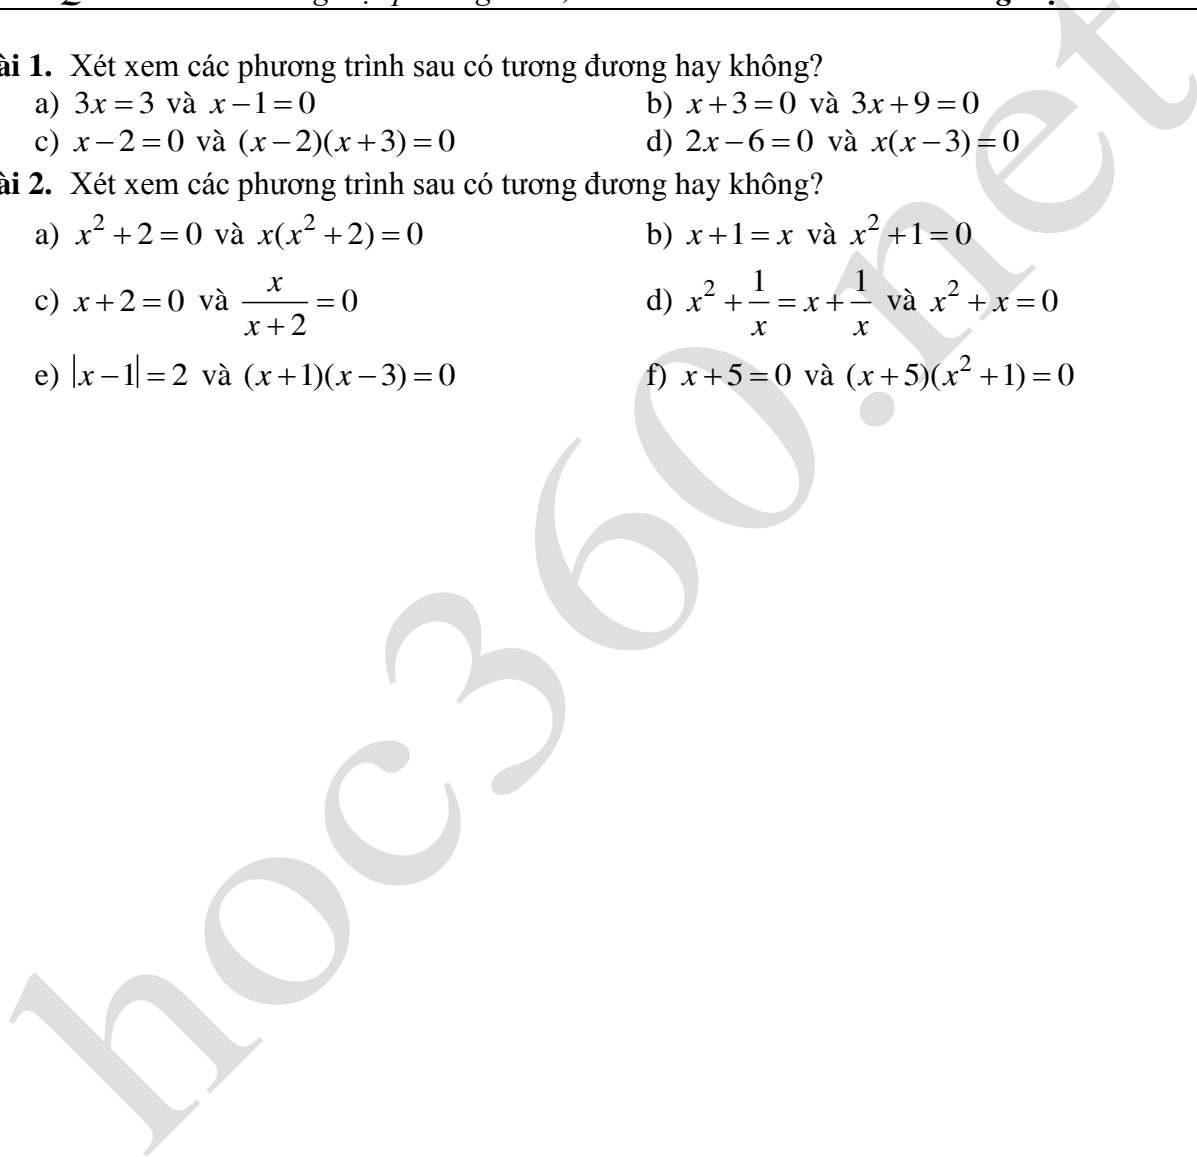 ài 1. Xét xem các phương trình sau có tương đương hay không?
a) 3x = 3 và x − 1 = 0 b) x + 3 = 0 và 3x + 9 = 0
c) x − 2 = 0 và (x − 2)(x + 3) = 0 d) 2x − 6 = 0 và x(x − 3) = 0
ài 2. Xét xem các phương trình sau có tương đương hay không?
a) x² + 2 = 0 và x(x² + 2) = 0 b) x + 1 = x và x² + 1 = 0
c) x + 2 = 0 và x/(x + 2) = 0 d) x² + 1/x = x + 1/x và x² + x = 0
e) |x − 1| = 2 và (x + 1)(x − 3) = 0 f) x + 5 = 0 và (x + 5)(x² + 1) = 0
hoc360.net